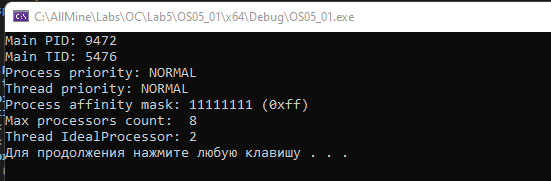 C:\AllMine\Labs\OC\Lab5\OS05_01\x64\Debug\OS05_01.exe
Main PID: 9472
Main TID: 5476
Process priority: NORMAL
Thread priority: NORMAL
Process affinity mask: 11111111 (0xff)
Max processors count:  8
Thread IdealProcessor: 2
Для продолжения нажмите любую клавишу . . .